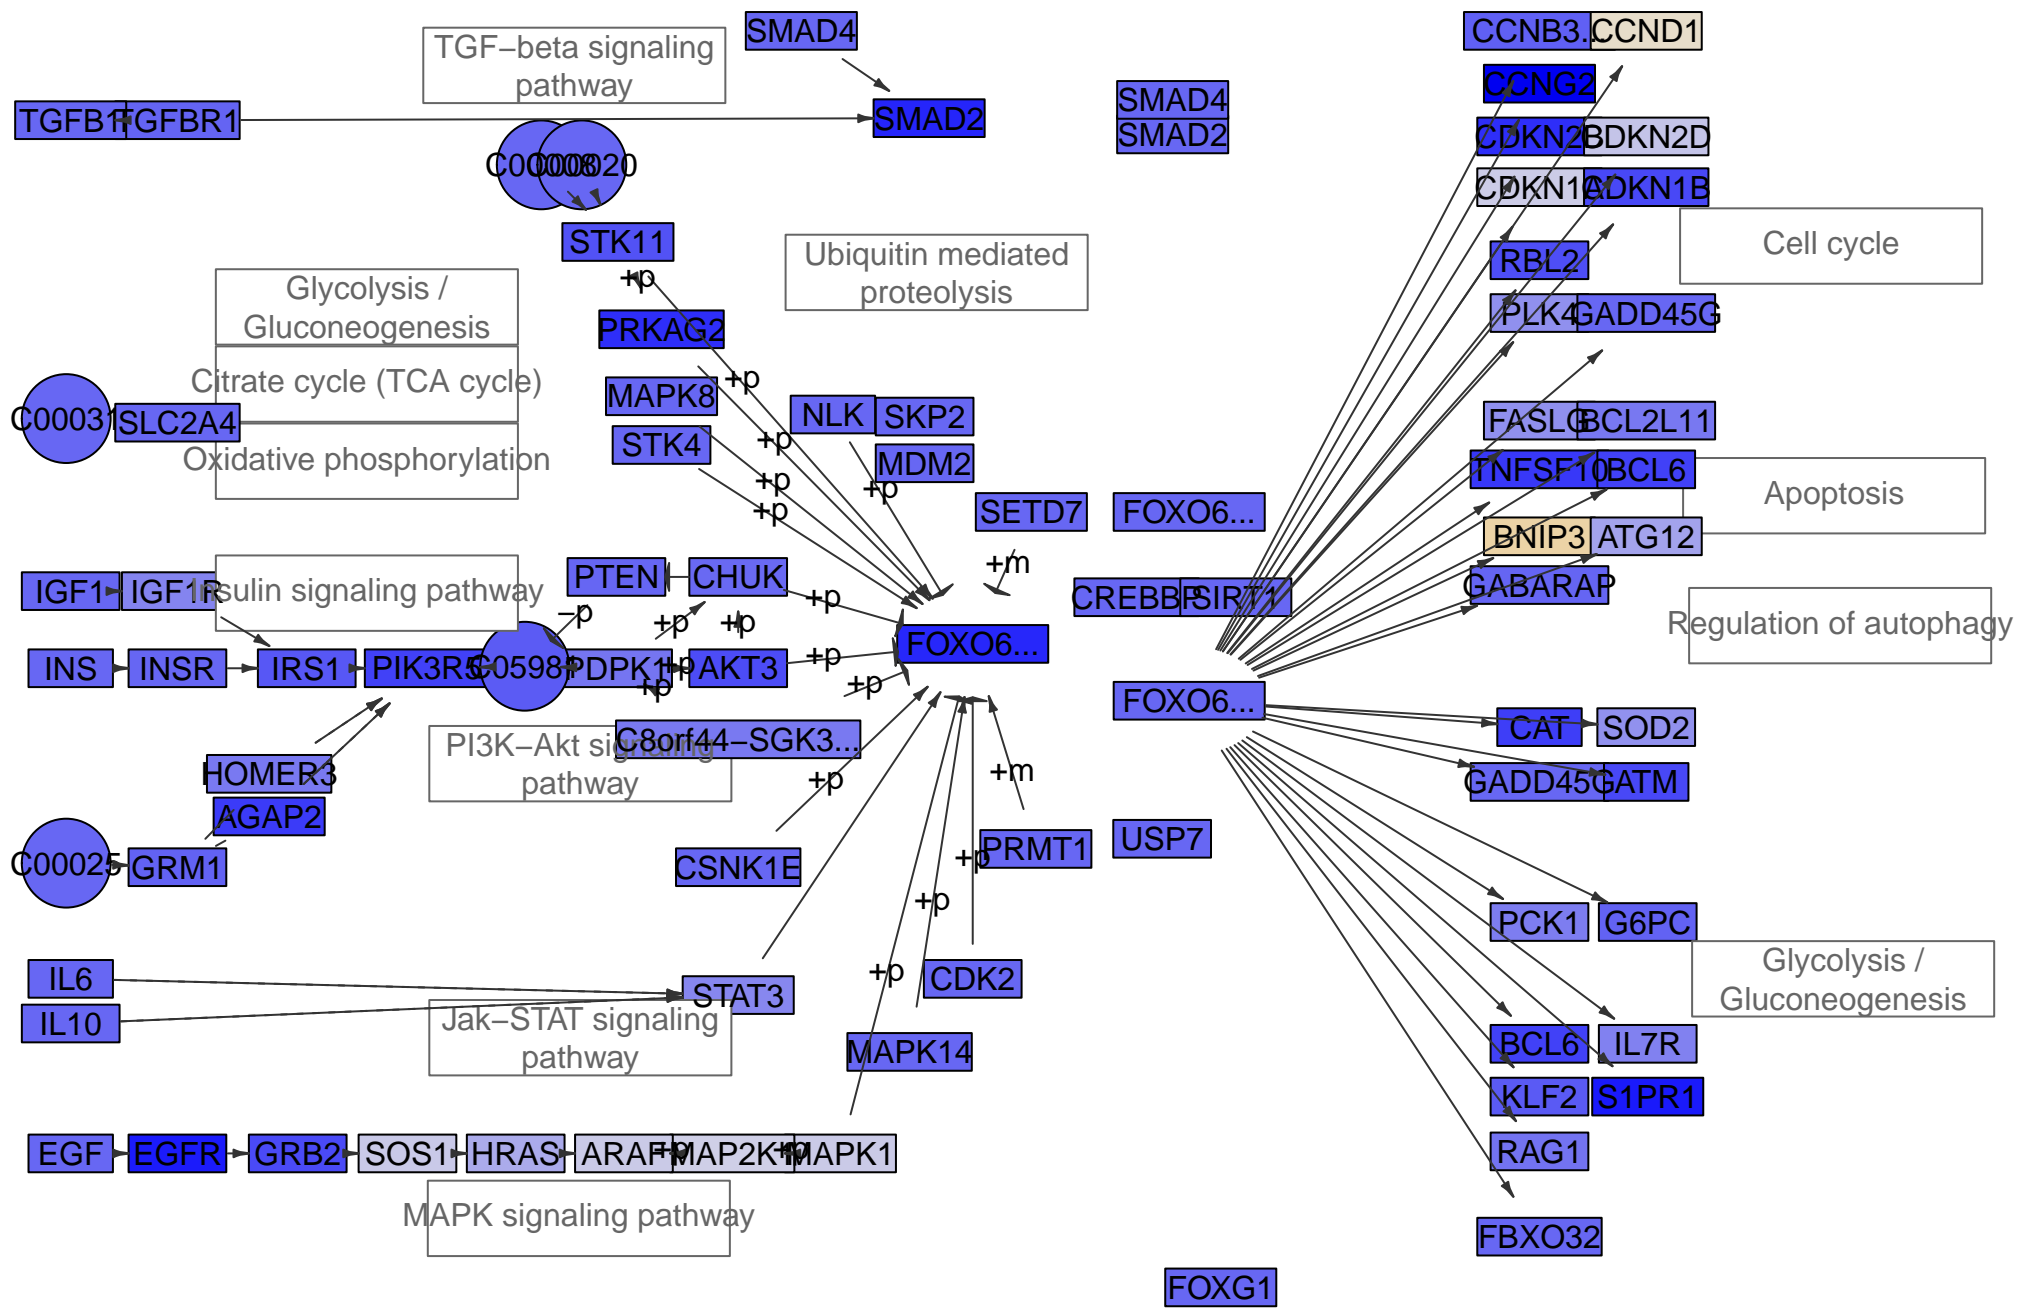 SMAD4
CCNB3...
CCND1
TGF−beta signaling
pathway
CCNG2
SMAD4
TGFB1
TGFBR1
SMAD2
SMAD2
CDKN2B
CDKN2D
C00020
CDKN1A
CDKN1B
STK11
Ubiquitin mediated
proteolysis
Cell cycle
RBL2
+p
Glycolysis /
Gluconeogenesis
PRKAG2
PLK4
GADD45G
Citrate cycle (TCA cycle)
+p
MAPK8
NLK
SKP2
C00031
SLC2A4
FASLG
BCL2L11
STK4
+p
Oxidative phosphorylation
MDM2
TNFSF10
BCL6
+p
+p
Apoptosis
+p
SETD7
FOXO6...
BNIP3
ATG12
+m
PTEN
CHUK
IGF1
IGF1R
Insulin signaling pathway
+p
CREBBP
SIRT1
GABARAP
−p
+p
+p
Regulation of autophagy
FOXO6...
INS
INSR
IRS1
PIK3R5
C05981
PDPK1
+p
AKT3
+p
+p
+p
FOXO6...
CAT
SOD2
PI3K−Akt signaling
pathway
C8orf44−SGK3...
HOMER3
+p
+m
GADD45G
GATM
AGAP2
USP7
PRMT1
C00025
GRM1
CSNK1E
+p
+p
PCK1
G6PC
IL6
+p
CDK2
Glycolysis /
Gluconeogenesis
STAT3
IL10
Jak−STAT signaling
pathway
MAPK14
BCL6
IL7R
KLF2
S1PR1
EGF
EGFR
GRB2
SOS1
HRAS
ARAF
+p
MAP2K1
+p
MAPK1
RAG1
MAPK signaling pathway
FBXO32
FOXG1